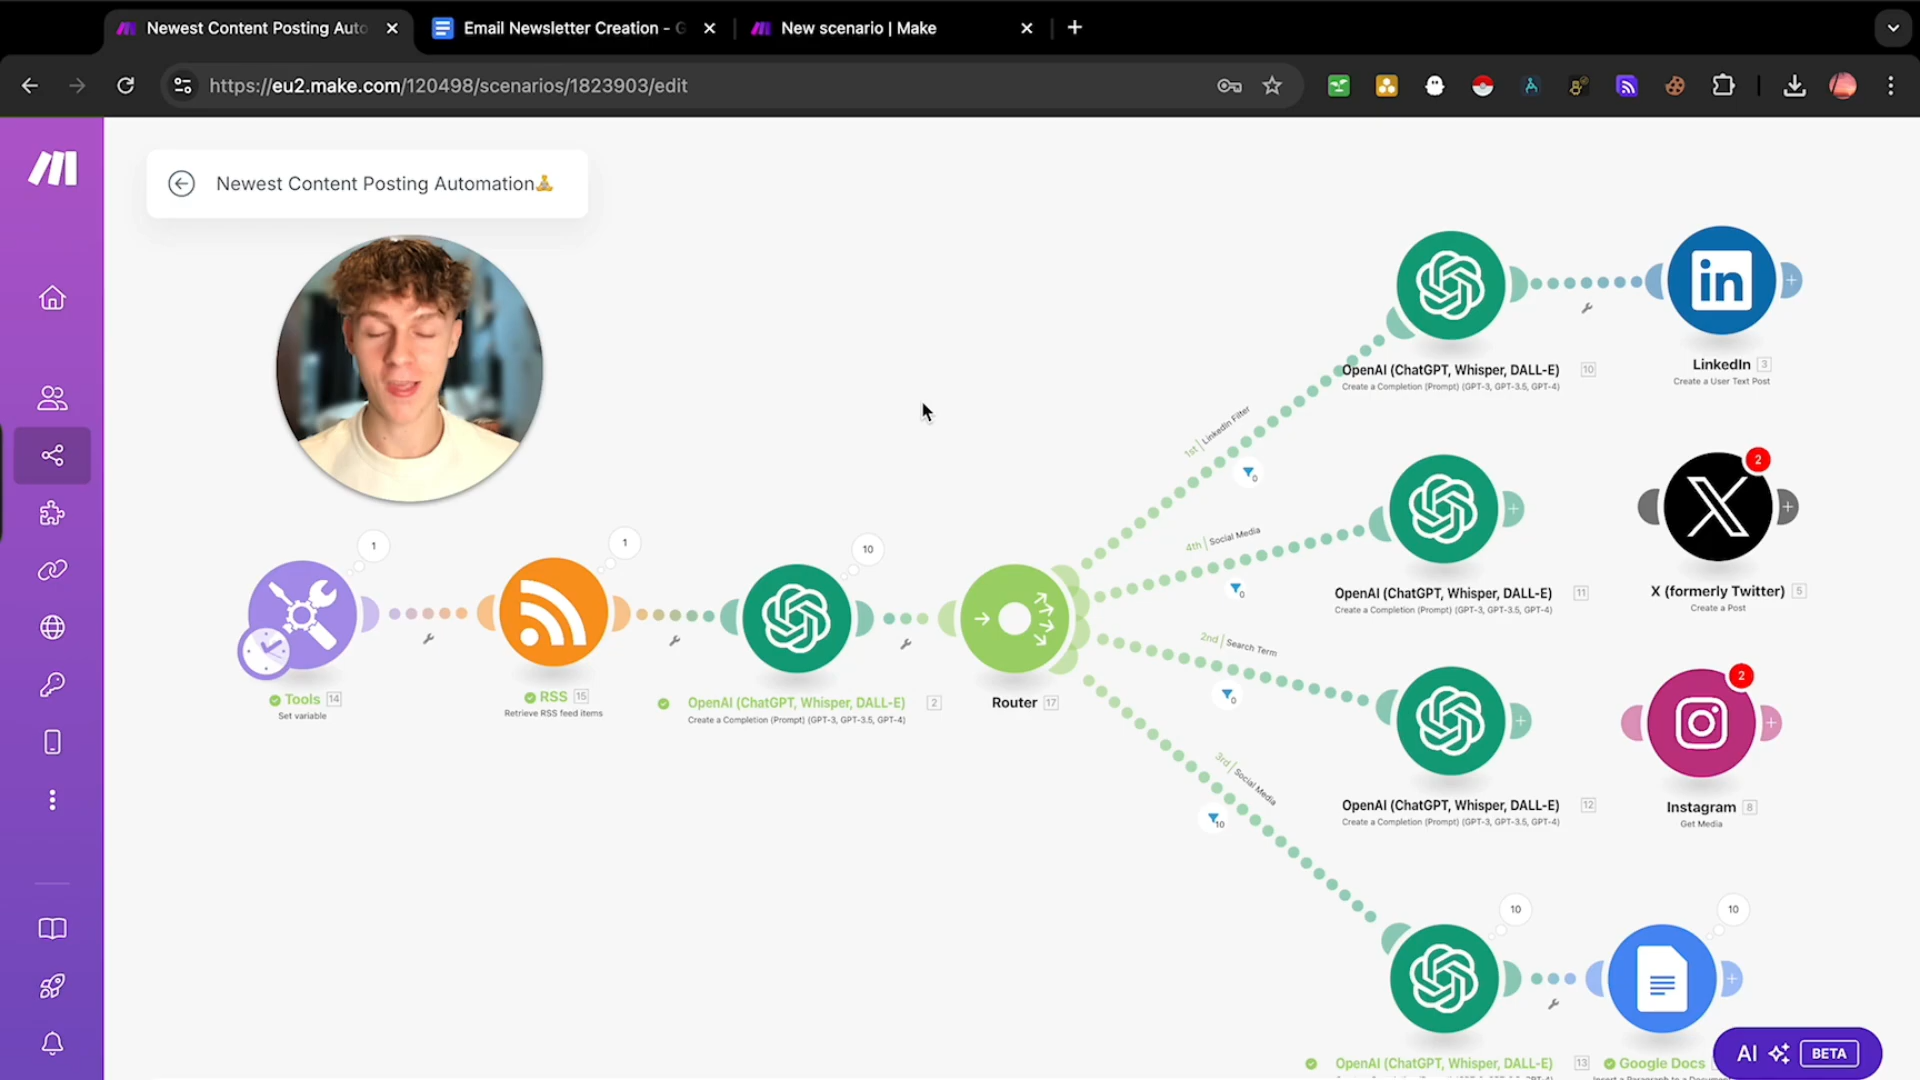 Newest Content Posting Auto
Email Newsletter Creation - G
New scenario | Make
https://eu2.make.com/120498/scenarios/1823903/edit
Newest Content Posting Automation
in
OpenAI (ChatGPT, Whisper, DALL-E) 10
Create a Completion (Prompt) (GPT-3, GPT-3.5, GPT-4)
LinkedIn 3
Create a User Text Post
1st | LinkedIn Filter
0
2
4th | Social Media
0
OpenAI (ChatGPT, Whisper, DALL-E) 11
Create a Completion (Prompt) (GPT-3, GPT-3.5, GPT-4)
X (formerly Twitter) 5
Create a Post
1
1
10
Tools 14
Set variable
RSS 15
Retrieve RSS feed items
OpenAI (ChatGPT, Whisper, DALL-E) 2
Create a Completion (Prompt) (GPT-3, GPT-3.5, GPT-4)
Router 17
2nd | Search Term
0
2
OpenAI (ChatGPT, Whisper, DALL-E) 12
Create a Completion (Prompt) (GPT-3, GPT-3.5, GPT-4)
Instagram 8
Get Media
3rd | Social Media
10
10
10
OpenAI (ChatGPT, Whisper, DALL-E) 13
Google Docs
AI BETA